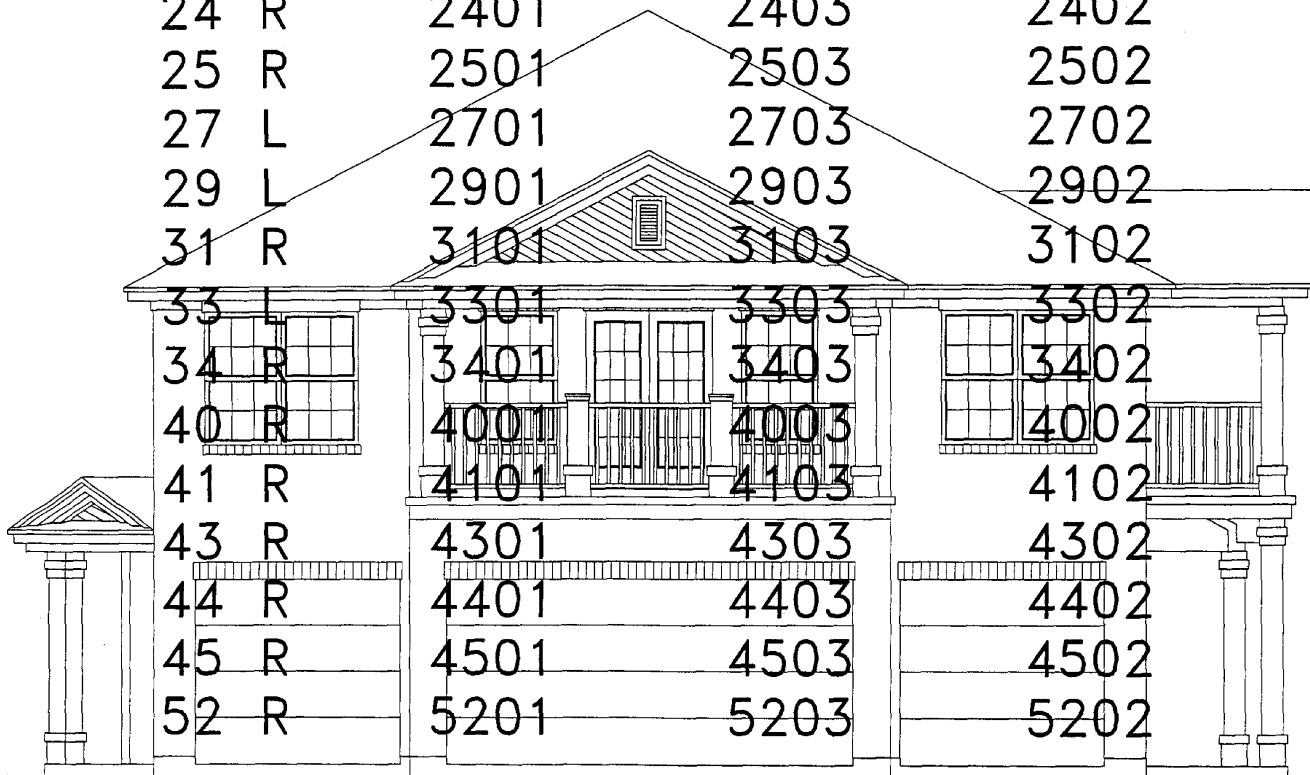 24 R 2401 2403 2402
25 R 2501 2503 2502
27 L 2701 2703 2702
29 L 2901 2903 2902
31 R 3101 3103 3102
33 L 3301 3303 3302
34 R 3401 3403 3402
40 R 4001 4003 4002
41 R 4101 4103 4102
43 R 4301 4303 4302
44 R 4401 4403 4402
45 R 4501 4503 4502
52 R 5201 5203 5202